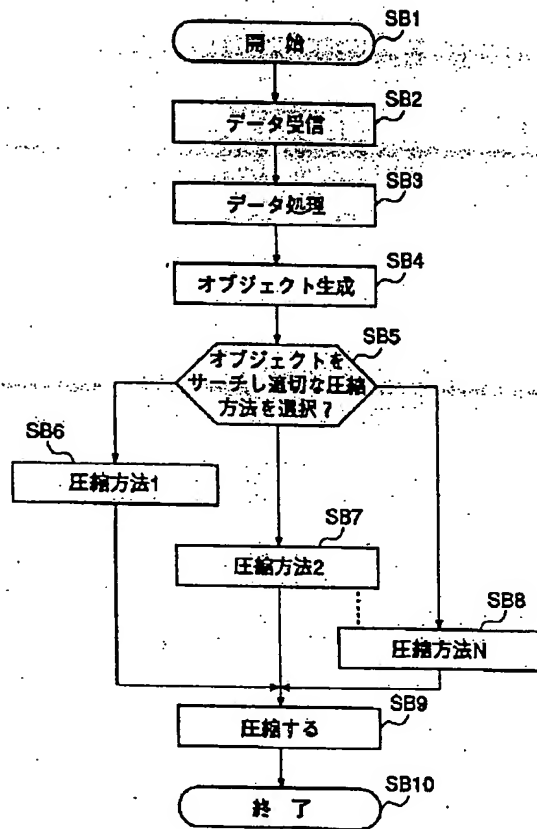 SB1
開 始
SB2
データ受信
SB3
データ処理
SB4
オブジェクト生成
SB5
オブジェクトを
サーチし適切な圧縮
方法を選択？
SB6
圧縮方法1
SB7
圧縮方法2
SB8
圧縮方法N
SB9
圧縮する
SB10
終 了